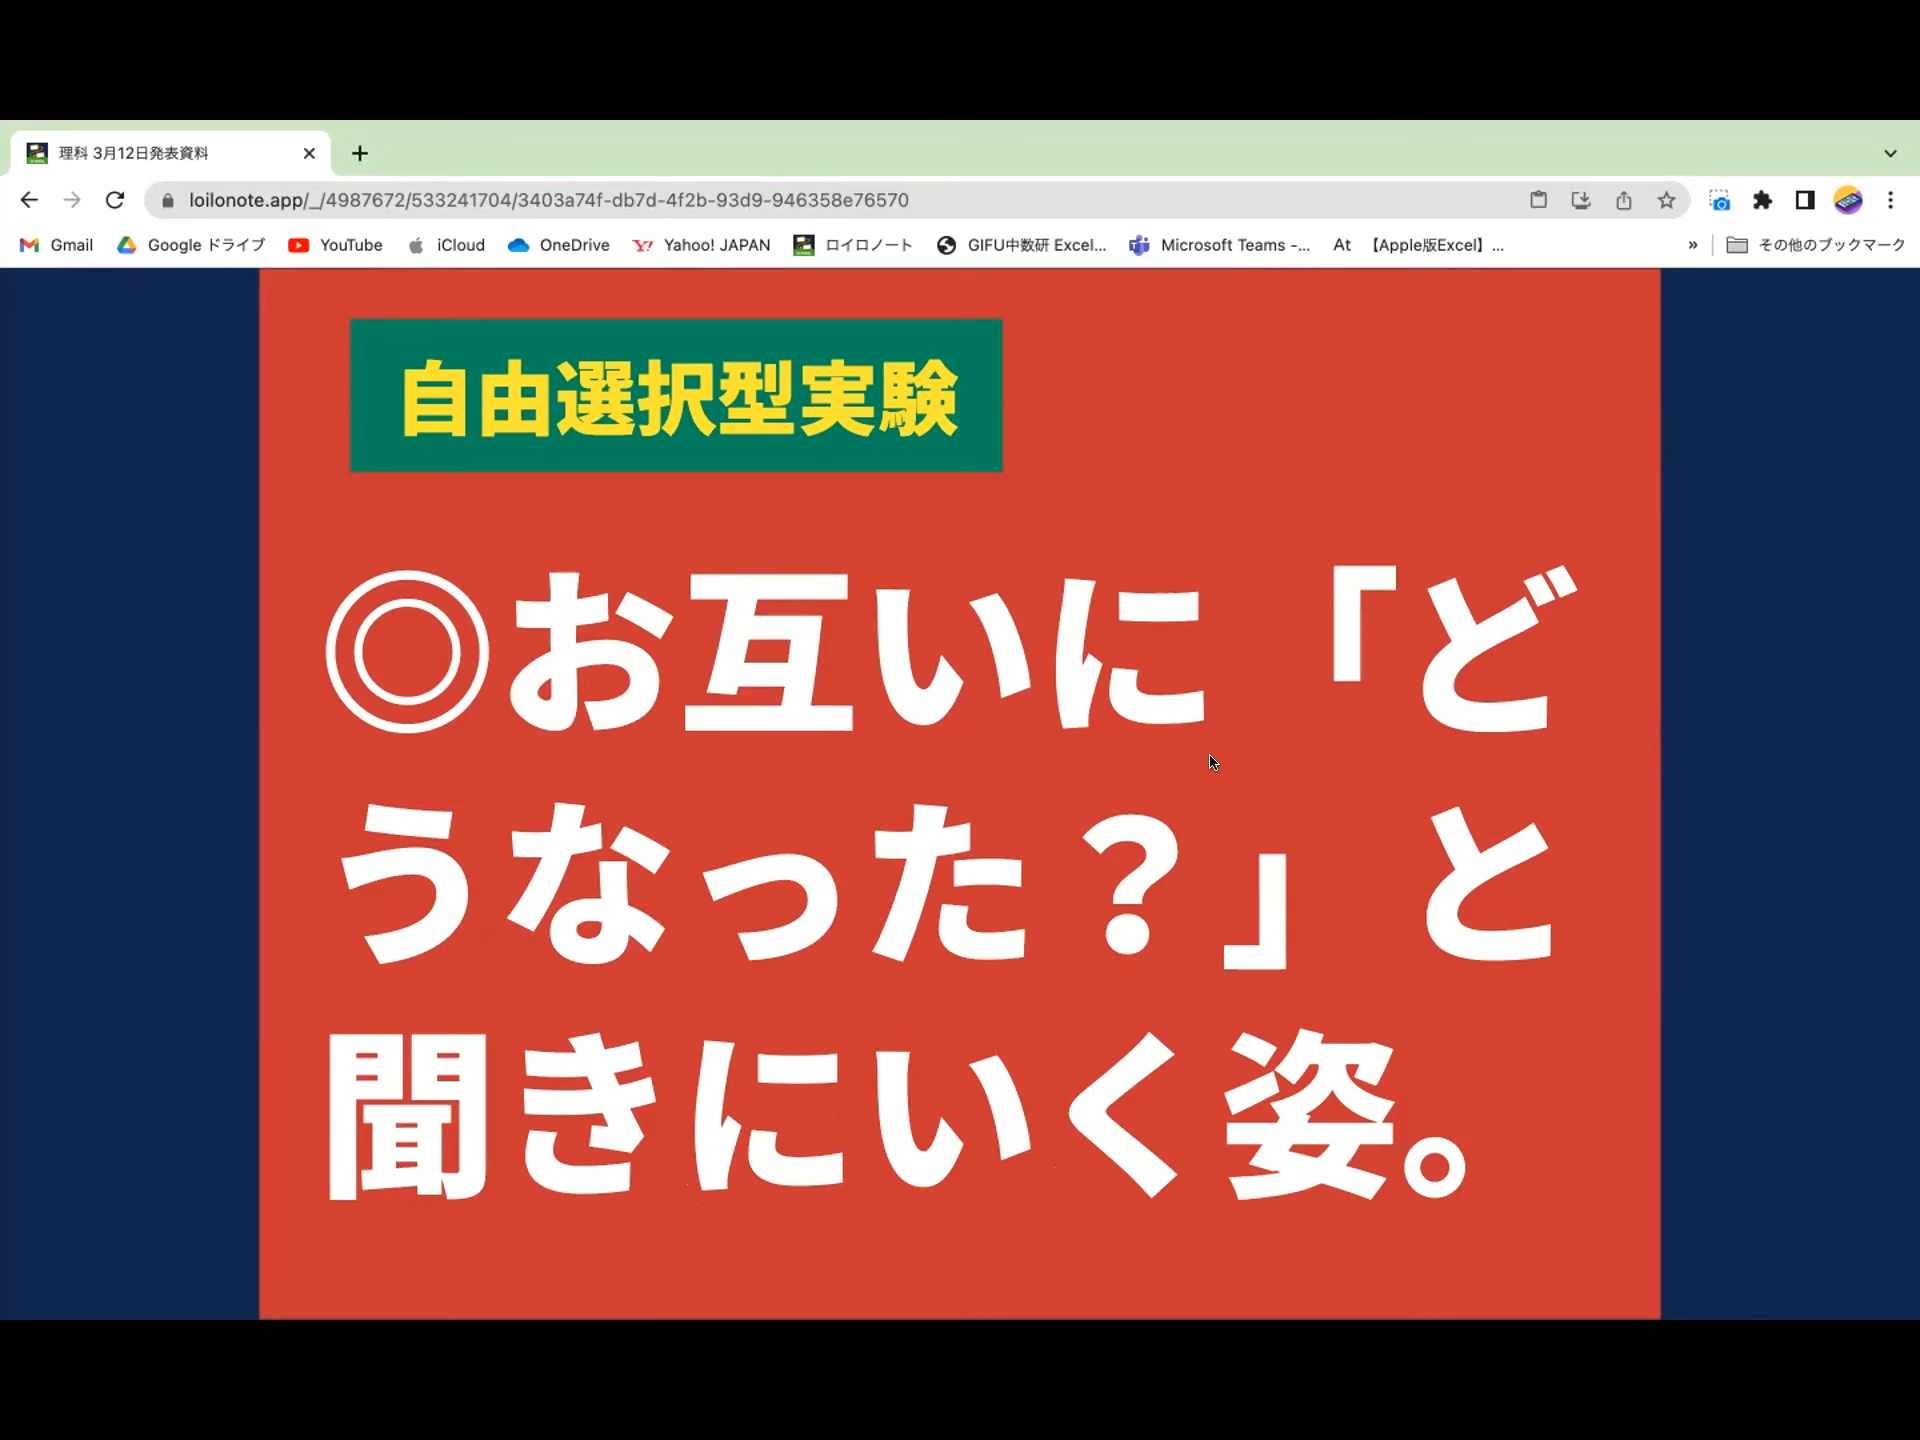 理科 3月12日発表資料
loilonote.app/_/4987672/533241704/3403a74f-db7d-4f2b-93d9-946358e76570
Gmail Google ドライブ YouTube iCloud OneDrive Yahoo! JAPAN ロイロノート GIFU中数研 Excel... Microsoft Teams -... At 【Apple版Excel】... » その他のブックマーク
自由選択型実験
◎お互いに「ど
うなった？」と
聞きにいく姿。